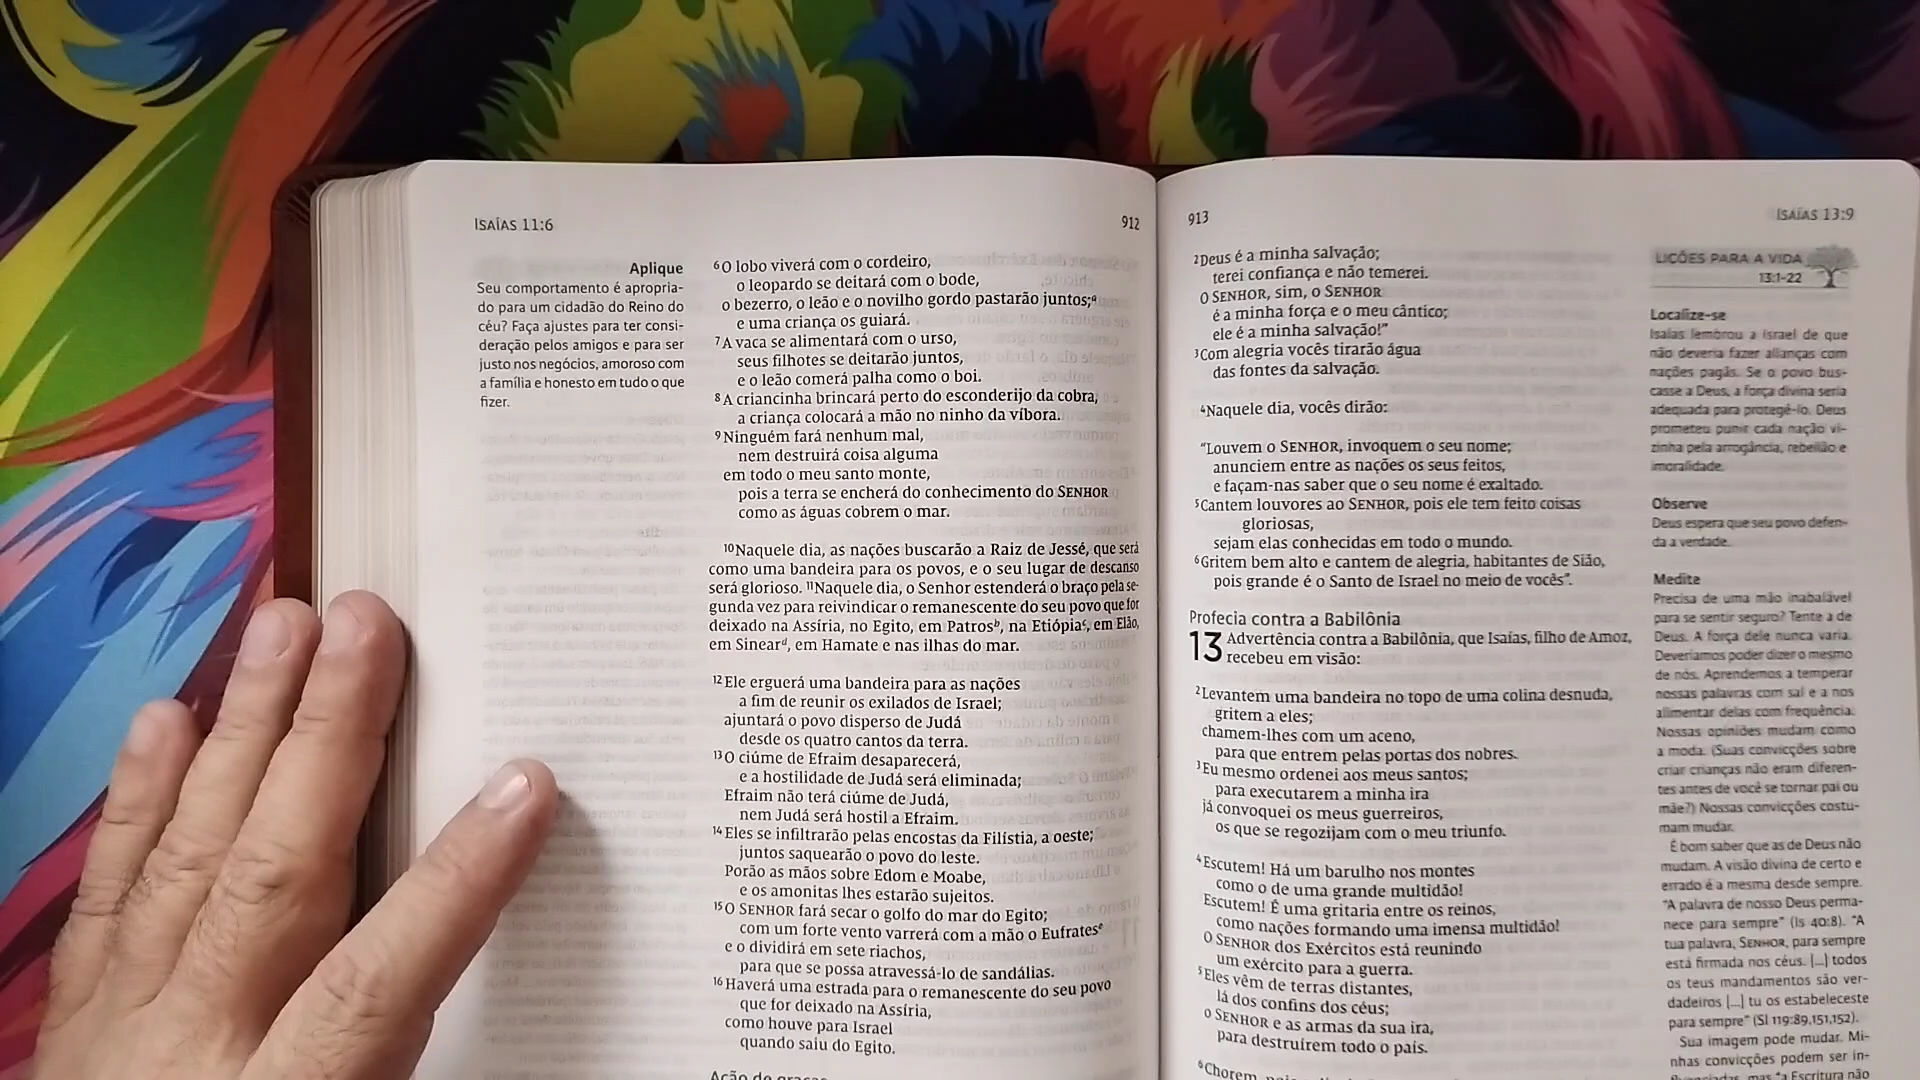 ISAÍAS 11:6
912
Aplique
Seu comportamento é apropria-
do para um cidadão do Reino do
céu? Faça ajustes para ter consi-
deração pelos amigos e para ser
justo nos negócios, amoroso com
a família e honesto em tudo o que
fizer.
6O lobo viverá com o cordeiro,
o leopardo se deitará com o bode,
o bezerro, o leão e o novilho gordo pastarão juntos;a
e uma criança os guiará.
7A vaca se alimentará com o urso,
seus filhotes se deitarão juntos,
e o leão comerá palha como o boi.
8A criancinha brincará perto do esconderijo da cobra,
a criança colocará a mão no ninho da víbora.
9Ninguém fará nenhum mal,
nem destruirá coisa alguma
em todo o meu santo monte,
pois a terra se encherá do conhecimento do SENHOR
como as águas cobrem o mar.
10Naquele dia, as nações buscarão a Raiz de Jessé, que será
como uma bandeira para os povos, e o seu lugar de descanso
será glorioso. 11Naquele dia, o Senhor estenderá o braço pela se-
gunda vez para reivindicar o remanescente do seu povo que for
deixado na Assíria, no Egito, em Patrosb, na Etiópiac, em Elão,
em Sineard, em Hamate e nas ilhas do mar.
12Ele erguerá uma bandeira para as nações
a fim de reunir os exilados de Israel;
ajuntará o povo disperso de Judá
desde os quatro cantos da terra.
13O ciúme de Efraim desaparecerá,
e a hostilidade de Judá será eliminada;
Efraim não terá ciúme de Judá,
nem Judá será hostil a Efraim.
14Eles se infiltrarão pelas encostas da Filístia, a oeste;
juntos saquearão o povo do leste.
Porão as mãos sobre Edom e Moabe,
e os amonitas lhes estarão sujeitos.
15O SENHOR fará secar o golfo do mar do Egito;
com um forte vento varrerá com a mão o Eufratese
e o dividirá em sete riachos,
para que se possa atravessá-lo de sandálias.
16Haverá uma estrada para o remanescente do seu povo
que for deixado na Assíria,
como houve para Israel
quando saiu do Egito.
Ação de graças
913
ISAÍAS 13:9
2Deus é a minha salvação;
terei confiança e não temerei.
O SENHOR, sim, o SENHOR
é a minha força e o meu cântico;
ele é a minha salvação!"
3Com alegria vocês tirarão água
das fontes da salvação.
4Naquele dia, vocês dirão:
"Louvem o SENHOR, invoquem o seu nome;
anunciem entre as nações os seus feitos,
e façam-nas saber que o seu nome é exaltado.
5Cantem louvores ao SENHOR, pois ele tem feito coisas
gloriosas,
sejam elas conhecidas em todo o mundo.
6Gritem bem alto e cantem de alegria, habitantes de Sião,
pois grande é o Santo de Israel no meio de vocês".
Profecia contra a Babilônia
13 Advertência contra a Babilônia, que Isaías, filho de Amoz,
recebeu em visão:
2Levantem uma bandeira no topo de uma colina desnuda,
gritem a eles;
chamem-lhes com um aceno,
para que entrem pelas portas dos nobres.
3Eu mesmo ordenei aos meus santos;
para executarem a minha ira
já convoquei os meus guerreiros,
os que se regozijam com o meu triunfo.
4Escutem! Há um barulho nos montes
como o de uma grande multidão!
Escutem! É uma gritaria entre os reinos,
como nações formando uma imensa multidão!
O SENHOR dos Exércitos está reunindo
um exército para a guerra.
5Eles vêm de terras distantes,
lá dos confins dos céus;
o SENHOR e as armas da sua ira,
para destruírem todo o país.
6Chorem
LIÇÕES PARA A VIDA
13:1-22
Localize-se
Isaías lembrou a Israel de que
não deveria fazer alianças com
nações pagãs. Se o povo bus-
casse a Deus, a força divina seria
adequada para protegê-lo. Deus
prometeu punir cada nação vi-
zinha pela arrogância, rebelião e
imoralidade.
Observe
Deus espera que seu povo defen-
da a verdade.
Medite
Precisa de uma mão inabalável
para se sentir seguro? Tente a de
Deus. A força dele nunca varia.
Deveríamos poder dizer o mesmo
de nós. Aprendemos a temperar
nossas palavras com sal e a nos
alimentar delas com frequência.
Nossas opiniões mudam como
a moda. (Suas convicções sobre
criar crianças não eram diferen-
tes antes de você se tornar pai ou
mãe?) Nossas convicções costu-
mam mudar.
É bom saber que as de Deus não
mudam. A visão divina de certo e
errado é a mesma desde sempre.
"A palavra de nosso Deus perma-
nece para sempre" (Is 40:8). "A
tua palavra, SENHOR, para sempre
está firmada nos céus. [...] todos
os teus mandamentos são ver-
dadeiros [...] tu os estabeleceste
para sempre" (Sl 119:89,151,152).
Sua imagem pode mudar. Mi-
nhas convicções podem ser in-
mas "a Escritura não